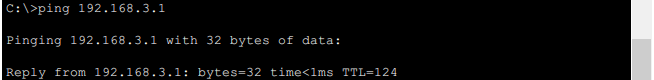 C:\>ping 192.168.3.1
Pinging 192.168.3.1 with 32 bytes of data:
Reply from 192.168.3.1: bytes=32 time<1ms TTL=124